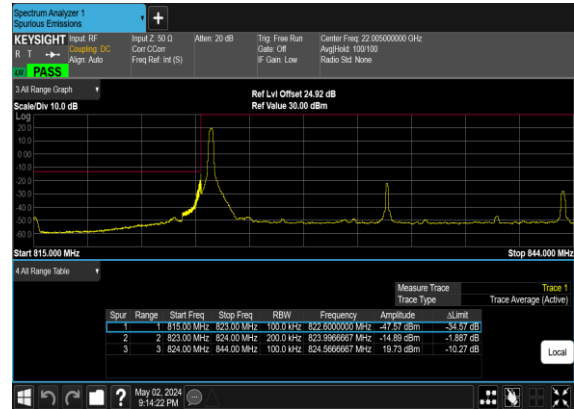 Spectrum Analyzer 1
Spurious Emissions
KEYSIGHT Input: RF Input Z: 50 Ω Atten: 20 dB Trig: Free Run Center Freq: 22.005000000 GHz
R T Coupling: DC Corr CCorr Gate: Off Avg|Hold: 100/100
Align: Auto Freq Ref: Int (S) IF Gain: Low Radio Std: None
PASS
3 All Range Graph
Ref Lvl Offset 24.92 dB
Scale/Div 10.0 dB Ref Value 30.00 dBm
Log
20.0
10.0
0.00
-10.0
-20.0
-30.0
-40.0
-50.0
-60.0
Start 815.000 MHz Stop 844.000 MHz
4 All Range Table
Measure Trace Trace 1
Trace Type Trace Average (Active)
Spur Range Start Freq Stop Freq RBW Frequency Amplitude ΔLimit
1 1 815.00 MHz 823.00 MHz 100.0 kHz 822.6000000 MHz -47.57 dBm -34.57 dB
2 2 823.00 MHz 824.00 MHz 200.0 kHz 823.9966667 MHz -14.89 dBm -1.887 dB
3 3 824.00 MHz 844.00 MHz 100.0 kHz 824.5666667 MHz 19.73 dBm -10.27 dB
Local
? May 02, 2024
9:14:22 PM